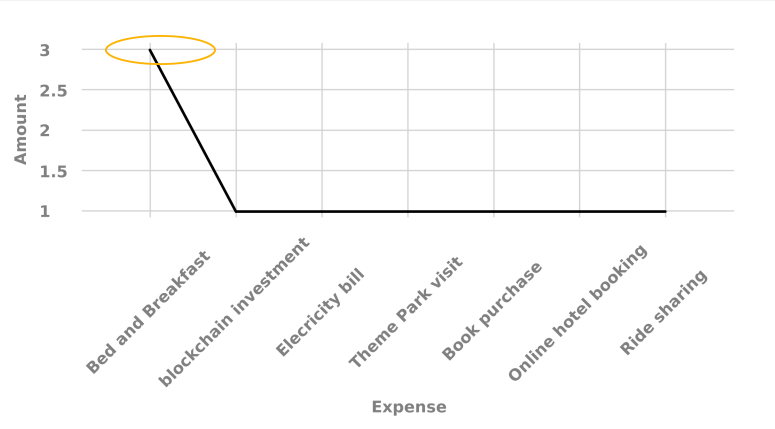 3
2.5
2
1.5
1
Amount
Bed and Breakfast
blockchain investment
Elecricity bill
Theme Park visit
Book purchase
Online hotel booking
Ride sharing
Expense